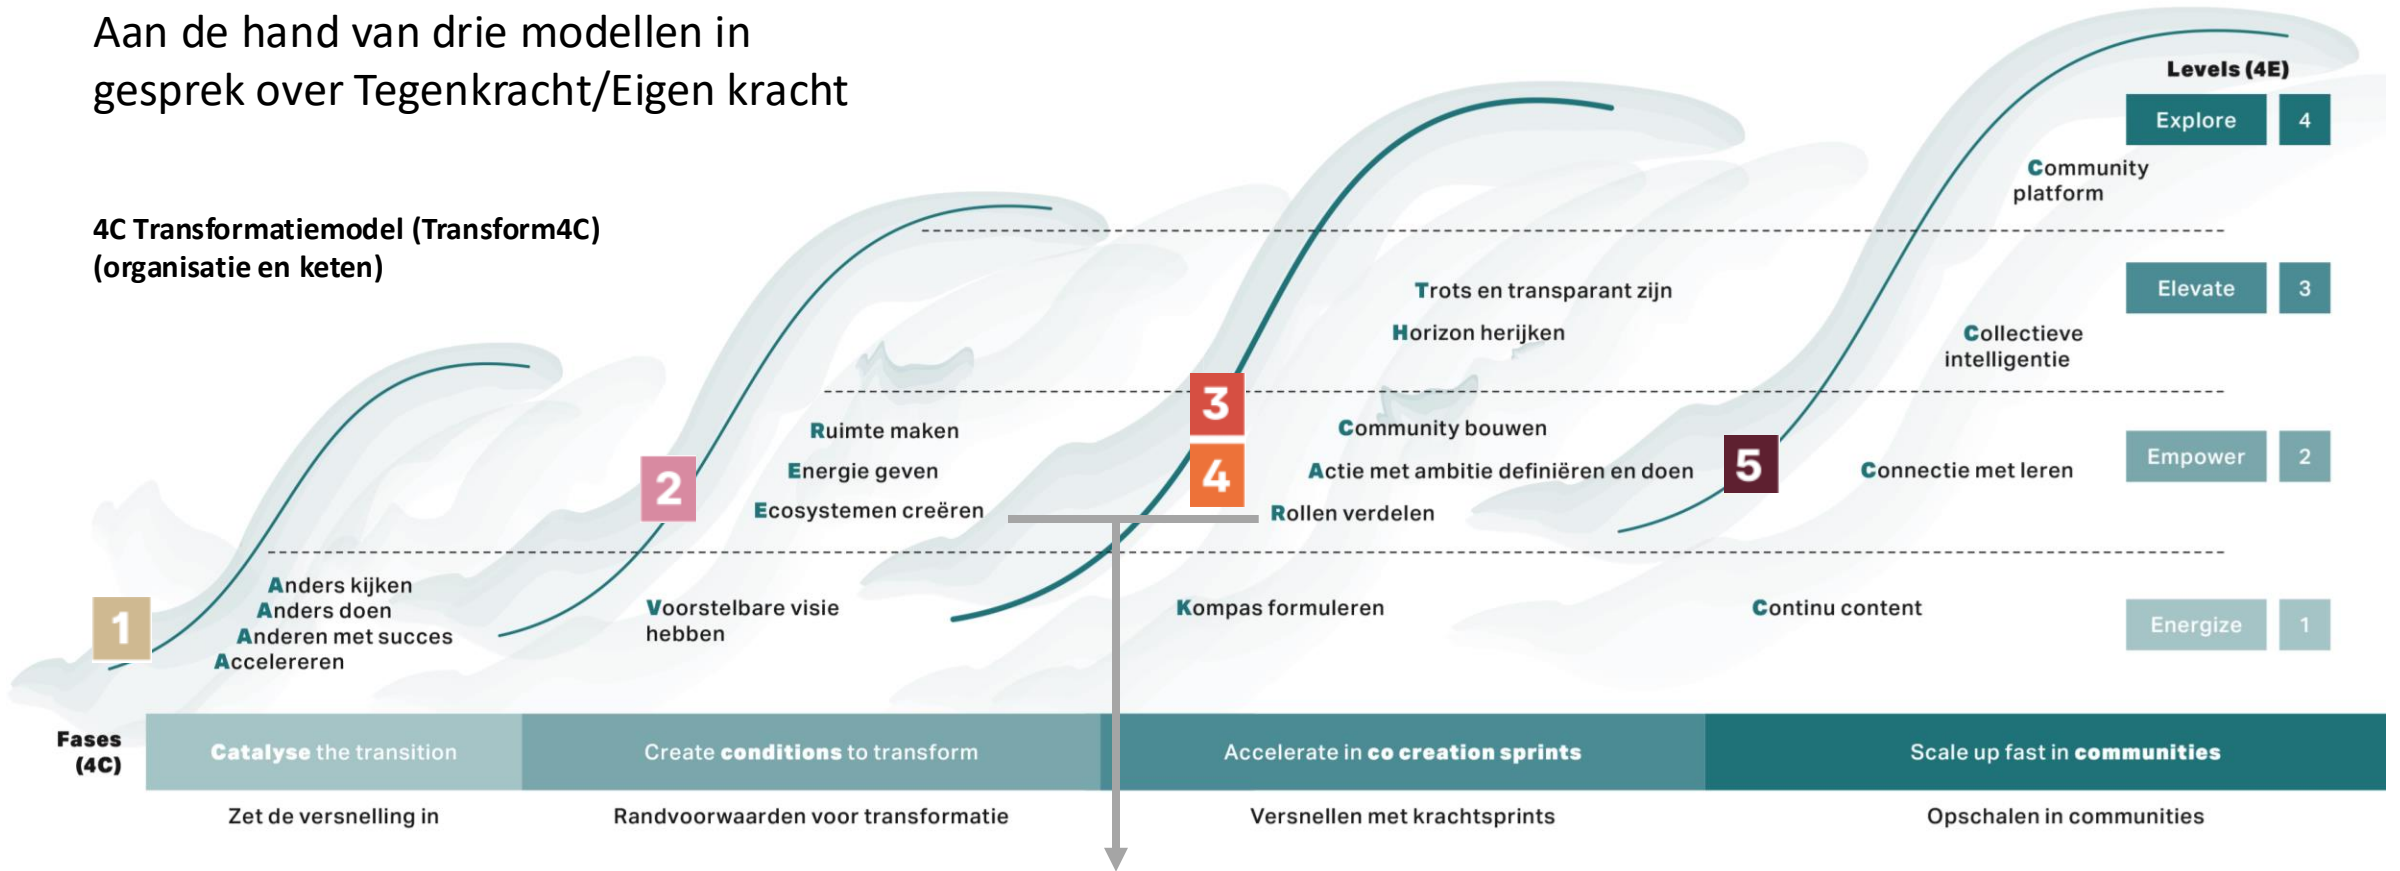 Aan de hand van drie modellen in
gesprek over Tegenkracht/Eigen kracht
4C Transformatiemodel (Transform4C)
(organisatie en keten)
1
Anders kijken
Anders doen
Anderen met succes
Accelereren
2
Ruimte maken
Energie geven
Ecosystemen creëren
Voorstelbare visie
hebben
3
4
Trots en transparant zijn
Horizon herijken
Community bouwen
Actie met ambitie definiëren en doen
Rollen verdelen
Kompas formuleren
5
Community
platform
Collectieve
intelligentie
Connectie met leren
Continu content
Levels (4E)
Explore 4
Elevate 3
Empower 2
Energize 1
Fases
(4C)
Catalyse the transition
Create conditions to transform
Accelerate in co creation sprints
Scale up fast in communities
Zet de versnelling in
Randvoorwaarden voor transformatie
Versnellen met krachtsprints
Opschalen in communities